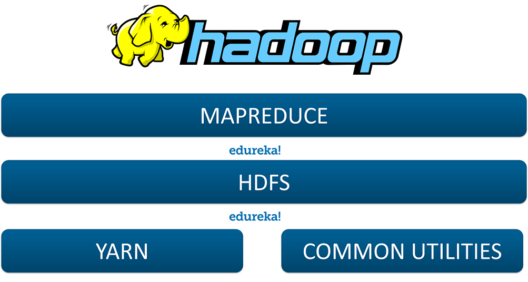 hadoop
MAPREDUCE
edureka!
HDFS
edureka!
YARN
COMMON UTILITIES